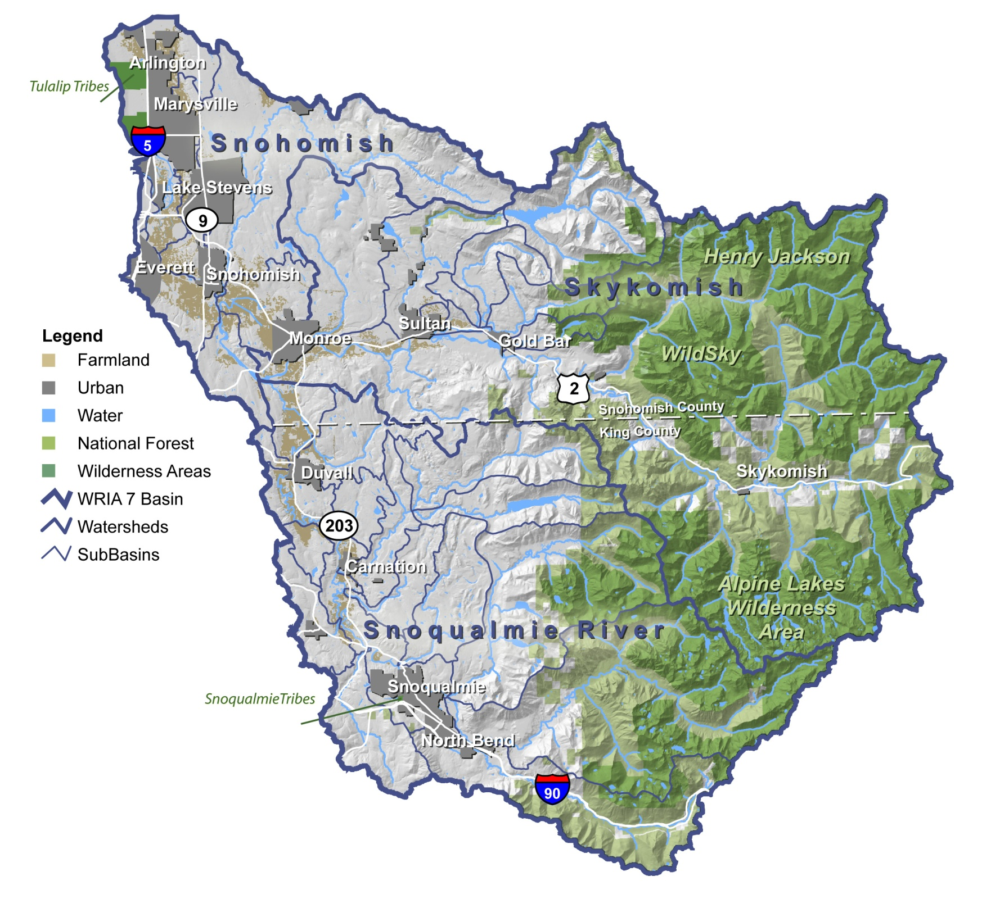 Arlington
Tulalip Tribes
Marysville
5
Snohomish
Lake Stevens
9
Henry Jackson
Everett
Snohomish
Skykomish
Sultan
Monroe
Gold Bar
WildSky
2
Snohomish County
King County
Legend
Farmland
Urban
Water
National Forest
Wilderness Areas
WRIA 7 Basin
Watersheds
SubBasins
Duvall
Skykomish
203
Carnation
Alpine Lakes
Wilderness
Area
Snoqualmie River
Snoqualmie
SnoqualmieTribes
North Bend
90